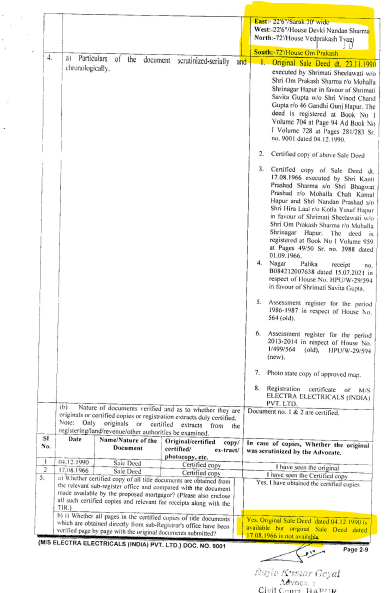 East:- 22'6"/Sarak 30' wide
West:-22'6"/House Devki Nandan Sharma
North:-72'/House Vedprakash Tyagi
South:-72/House Om Prakash
4. a) Particulars of the document scrutinized-serially and chronologically.
1. Original Sale Deed dt. 23.11.1990
executed by Shrimati Sheelawati w/o
Shri Om Prakash Sharma r/o Mohalla
Shrinagar Hapur in favour of Shrimati
Savita Gupta w/o Shri Vinod Chand
Gupta r/o 46 Gandhi Gunj Hapur. The
deed is registered at Book No I
Volume 704 at Page 94 Ad Book No
I Volume 728 at Pages 281/283 Sr.
no. 9001 dated 04.12.1990.
2. Certified copy of above Sale Deed
3. Certified copy of Sale Deed dt.
17.08.1966 executed by Shri Kanti
Prashad Sharma s/o Shri Bhagwat
Prashad r/o Mohalla Chah Kamal
Hapur and Shri Nandan Prashad s/o
Shri Hira Laal r/o Kotla Yusuf Hapur
in favour of Shrimati Sheelawati w/o
Shri Om Prakash Sharma r/o Mohalla
Shrinagar Hapur. The deed is
registered at Book No I Volume 959
at Pages 49/50 Sr. no. 3988 dated
01.09.1966.
4. Nagar Palika receipt no.
B084212007638 dated 15.07.2021 in
respect of House No. HPU/W-29/594
in favour of Shrimati Savita Gupta.
5. Assessment register for the period
1986-1987 in respect of House No.
564 (old).
6. Assessment register for the period
2013-2014 in respect of House No.
1/499/564 (old), HPU/W-29/594
(new).
7. Photo state copy of approved map.
8. Registration certificate of M/S
ELECTRA ELECTRICALS (INDIA)
PVT. LTD.
(b) Nature of documents verified and as to whether they are
originals or certified copies or registration extracts duly certified.
Note: Only originals or certified extracts from the
registering/land/revenue/other authorities be examined.
Document no. 1 & 2 are certified.
Sl No. Date Name/Nature of the Document Original/certified copy/ certified/ extract/ photocopy, etc. In case of copies, Whether the original was scrutinized by the Advocate.
1 04.12.1990 Sale Deed Certified copy I have seen the original
2 17.08.1966 Sale Deed Certified copy I have seen the Certified copy
5. a) Whether certified copy of all title documents are obtained from
the relevant sub-registrar office and compared with the document
made available by the proposed mortgagor? (Please also enclose
all such certified copies and relevant fee receipts along with the
TIR.)
Yes, I have obtained the certified copies
b) i) Whether all pages in the certified copies of title documents
which are obtained directly from sub-Registrar's office have been
verified page by page with the original documents submitted?
Yes. Original Sale Deed dated 04.12.1990 is
available but original Sale Deed dated
17.08.1966 is not available
(M/S ELECTRA ELECTRICALS (INDIA) PVT. LTD.) DOC. NO. 9001
Page 2-9
Rajiv Kumar Goyal
Advocate
Civil Court, HAPUR